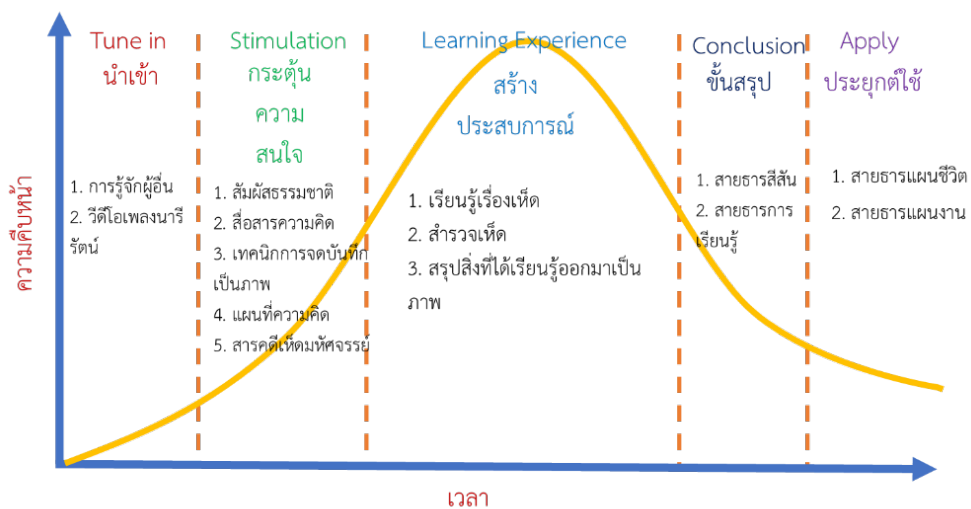 Tune in
นำเข้า
1. การรู้จักผู้อื่น
2. วีดีโอเพลงนารี
รัตน์
Stimulation
กระตุ้น
ความ
สนใจ
1. สัมผัสธรรมชาติ
2. สื่อสารความคิด
3. เทคนิกการจดบันทึก
เป็นภาพ
4. แผนที่ความคิด
5. สารคดีเห็ดมหัศจรรย์
Learning Experience
สร้าง
ประสบการณ์
1. เรียนรู้เรื่องเห็ด
2. สำรวจเห็ด
3. สรุปสิ่งที่ได้เรียนรู้ออกมาเป็น
ภาพ
Conclusion
ขั้นสรุป
1. สายธารสีสัน
2. สายธารการ
เรียนรู้
Apply
ประยุกต์ใช้
1. สายธารแผนชีวิต
2. สายธารแผนงาน
ความคืบหน้า
เวลา